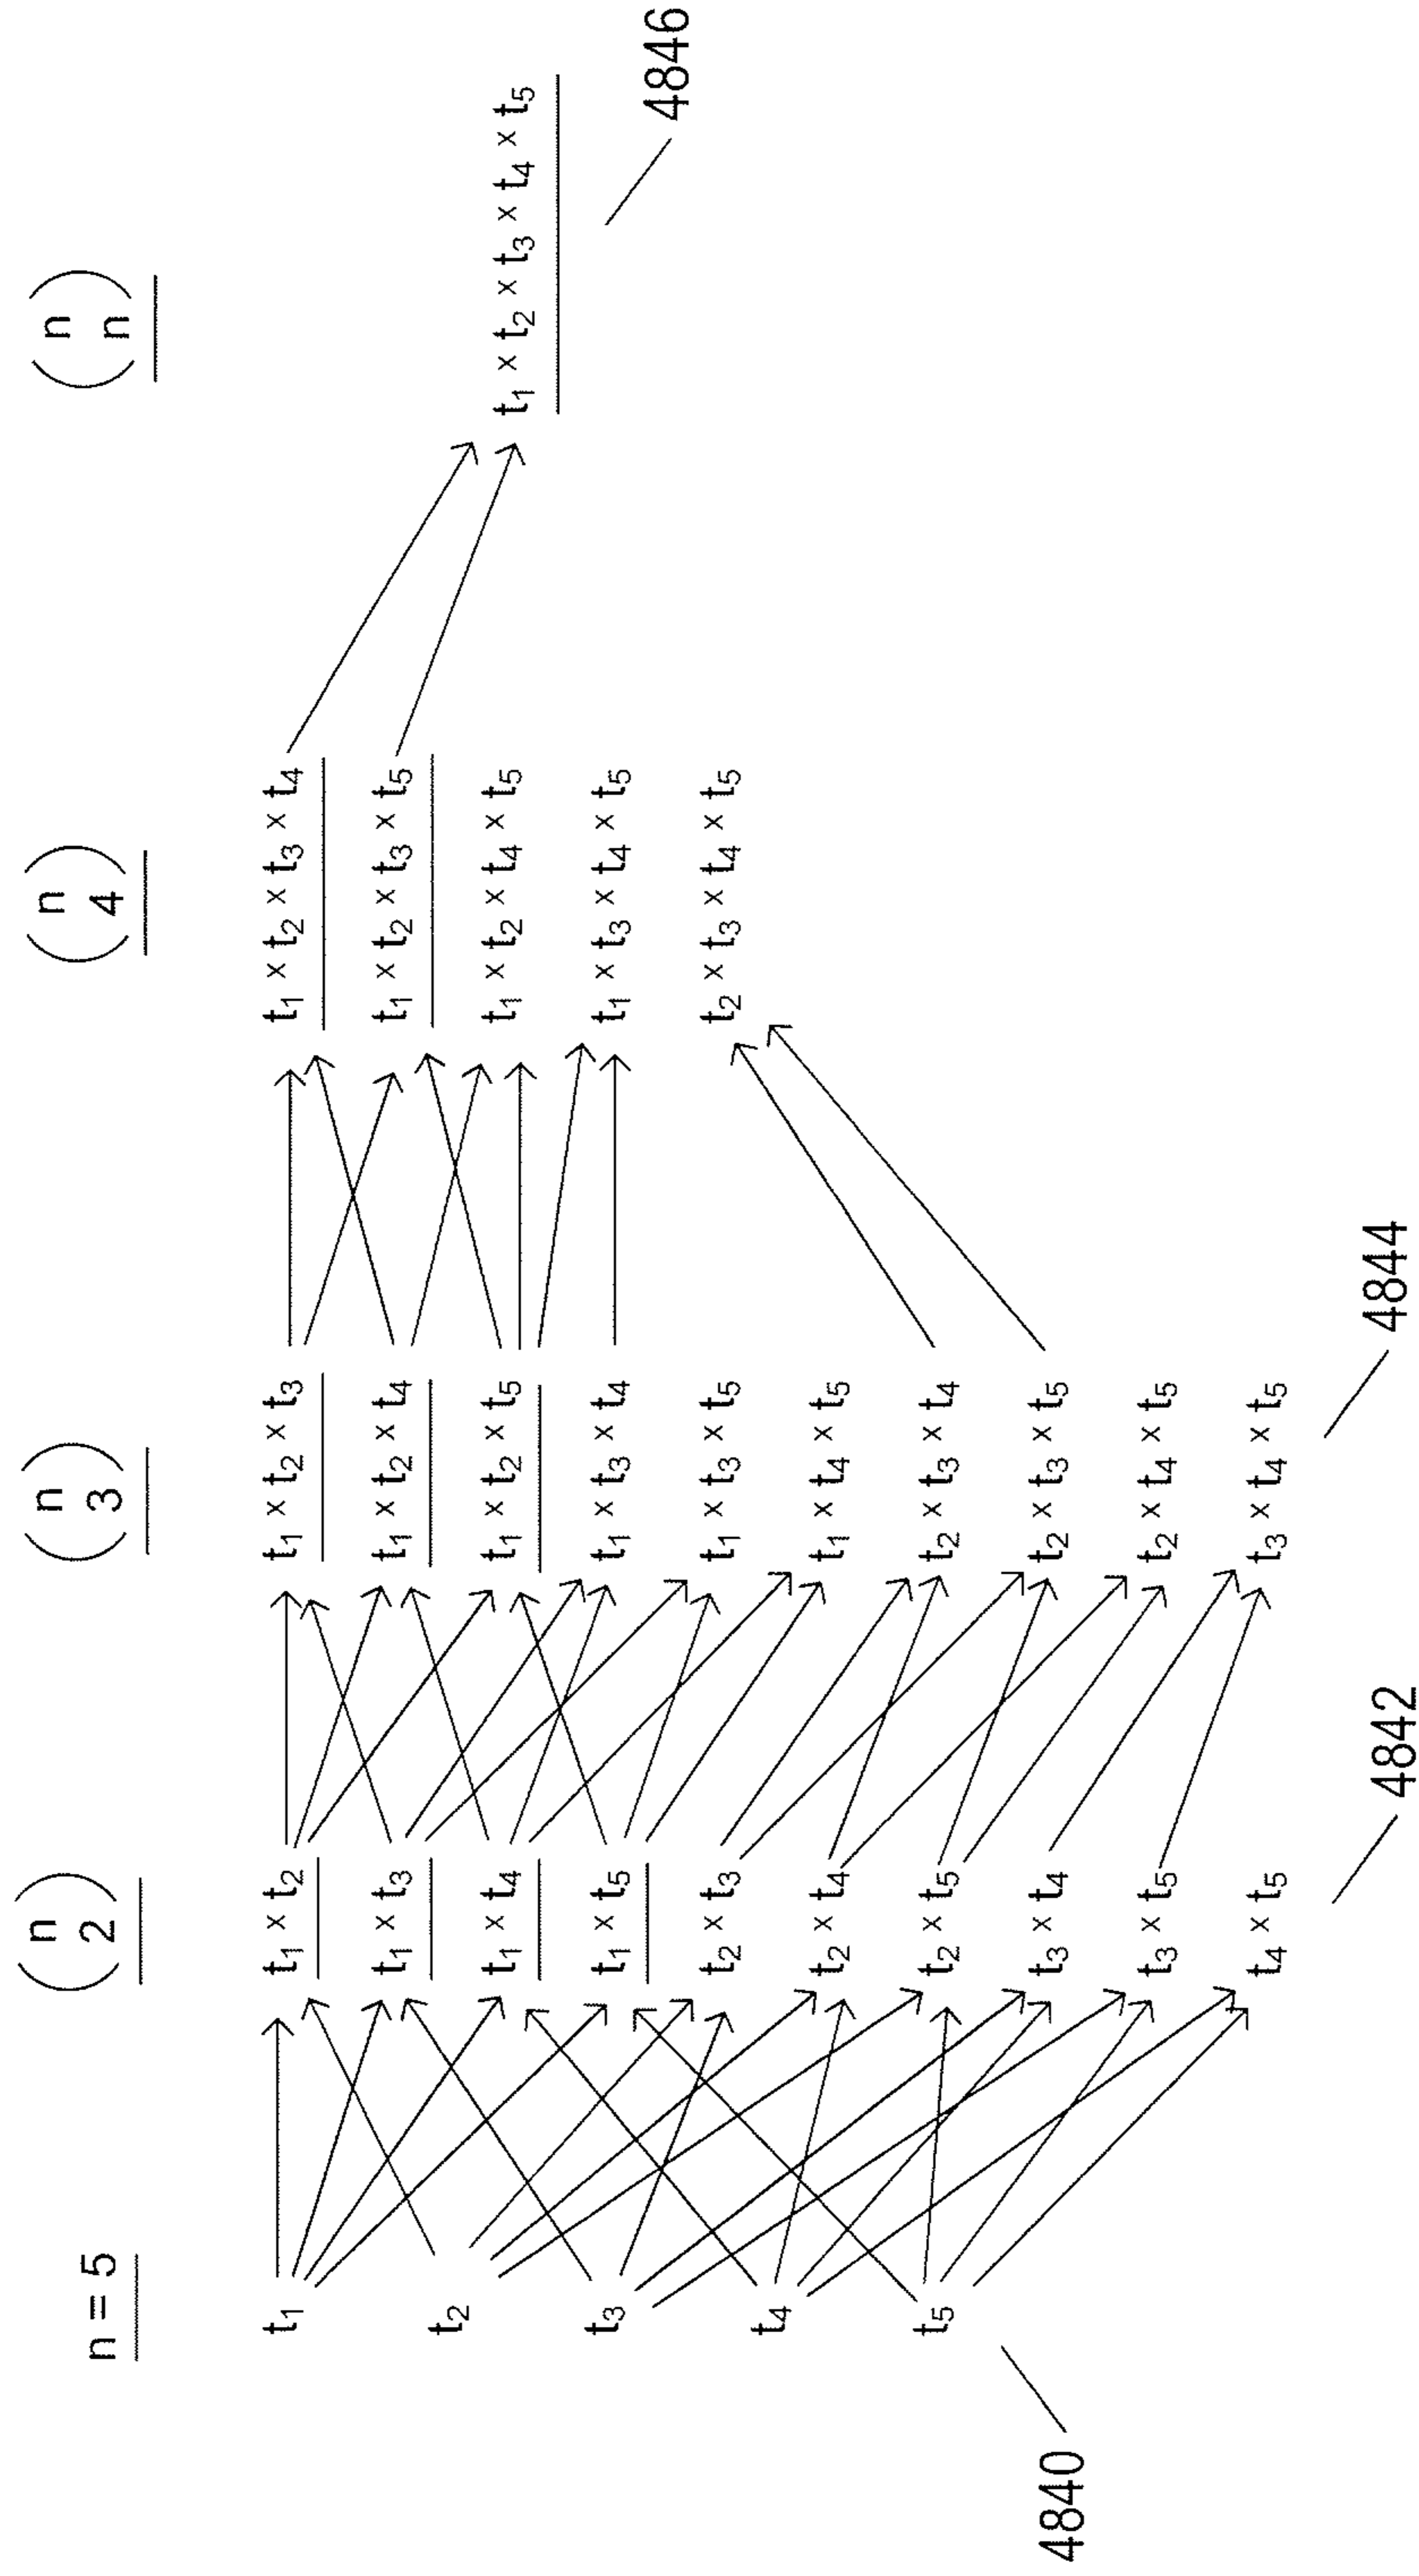 n = 5
( n 2 )
( n 3 )
( n 4 )
( n n )
t₁
t₂
t₃
t₄
t₅
4840
t₁ × t₂
t₁ × t₃
t₁ × t₄
t₁ × t₅
t₂ × t₃
t₂ × t₄
t₂ × t₅
t₃ × t₄
t₃ × t₅
t₄ × t₅
4842
t₁ × t₂ × t₃
t₁ × t₂ × t₄
t₁ × t₂ × t₅
t₁ × t₃ × t₄
t₁ × t₃ × t₅
t₁ × t₄ × t₅
t₂ × t₃ × t₄
t₂ × t₃ × t₅
t₂ × t₄ × t₅
t₃ × t₄ × t₅
4844
t₁ × t₂ × t₃ × t₄
t₁ × t₂ × t₃ × t₅
t₁ × t₂ × t₄ × t₅
t₁ × t₃ × t₄ × t₅
t₂ × t₃ × t₄ × t₅
t₁ × t₂ × t₃ × t₄ × t₅
4846